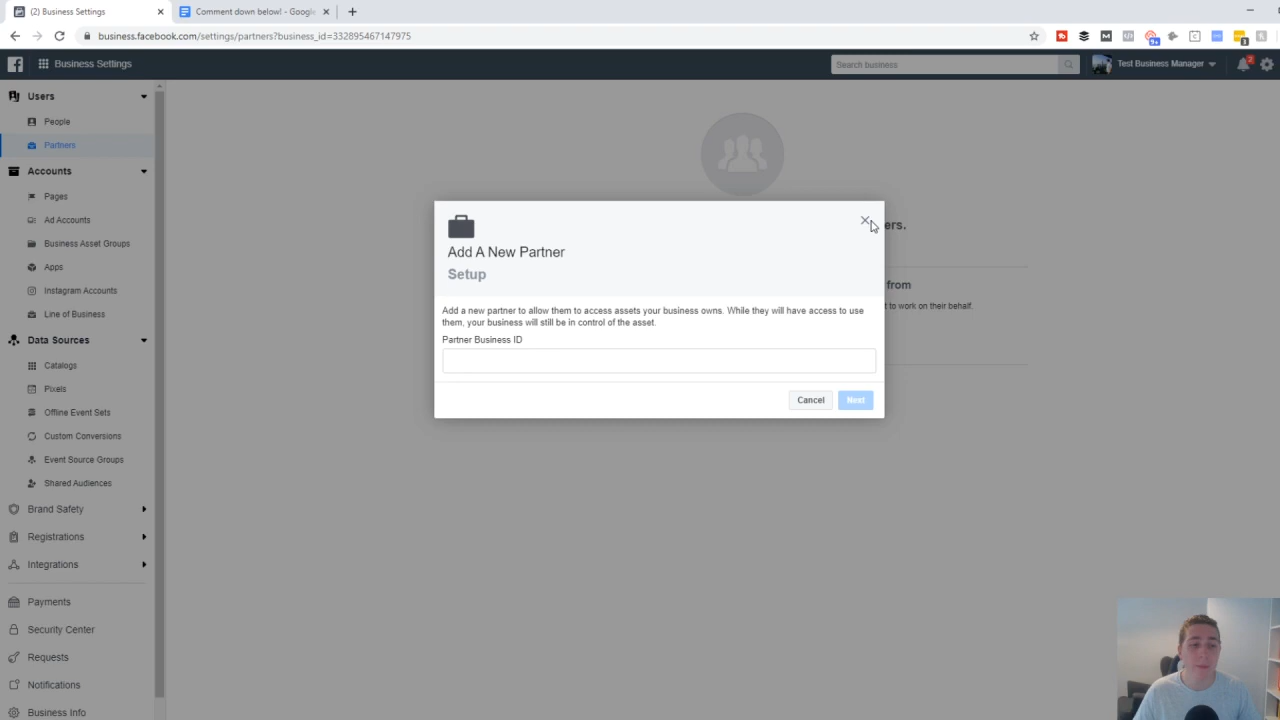 (2) Business Settings
Comment down below! - Google
business.facebook.com/settings/partners?business_id=332895467147975
Business Settings
Search business
Test Business Manager
2
Users
People
Partners
Accounts
Pages
Ad Accounts
Business Asset Groups
Apps
Instagram Accounts
Line of Business
Data Sources
Catalogs
Pixels
Offline Event Sets
Custom Conversions
Event Source Groups
Shared Audiences
Brand Safety
Registrations
Integrations
Payments
Security Center
Requests
Notifications
Business Info
ers.
from
t to work on their behalf.
Add A New Partner
Setup
Add a new partner to allow them to access assets your business owns. While they will have access to use
them, your business will still be in control of the asset.
Partner Business ID
Cancel
Next